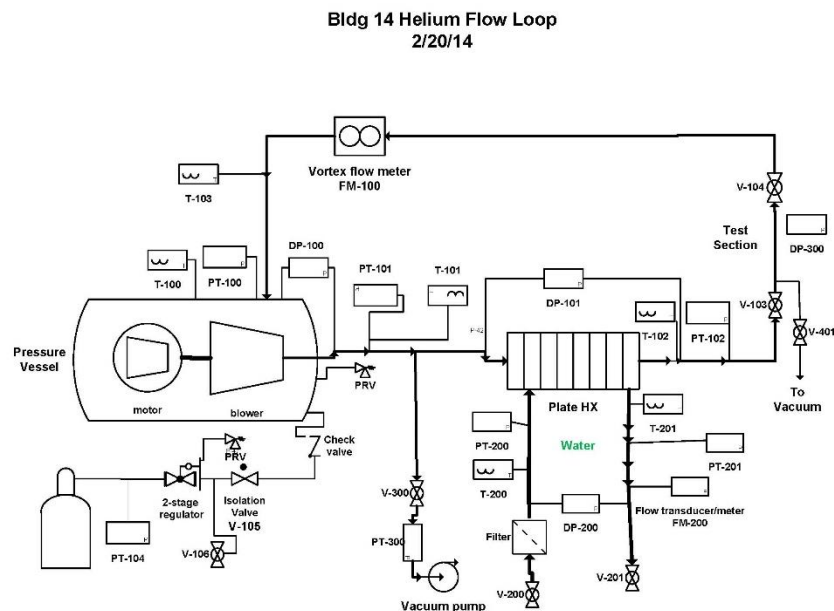 Bldg 14 Helium Flow Loop
2/20/14
Vortex flow meter
FM-100
T-103
V-104
Test
Section
DP-300
T-100
PT-100
DP-100
PT-101
T-101
DP-101
V-103
T-102
PT-102
V-401
To
Vacuum
Pressure
Vessel
motor
blower
PRV
Plate HX
Water
PT-200
T-200
T-201
PT-201
Check
valve
PRV
2-stage
regulator
Isolation
Valve
V-105
PT-104
V-106
V-300
PT-300
Vacuum pump
Filter
V-200
DP-200
Flow transducer/meter
FM-200
V-201